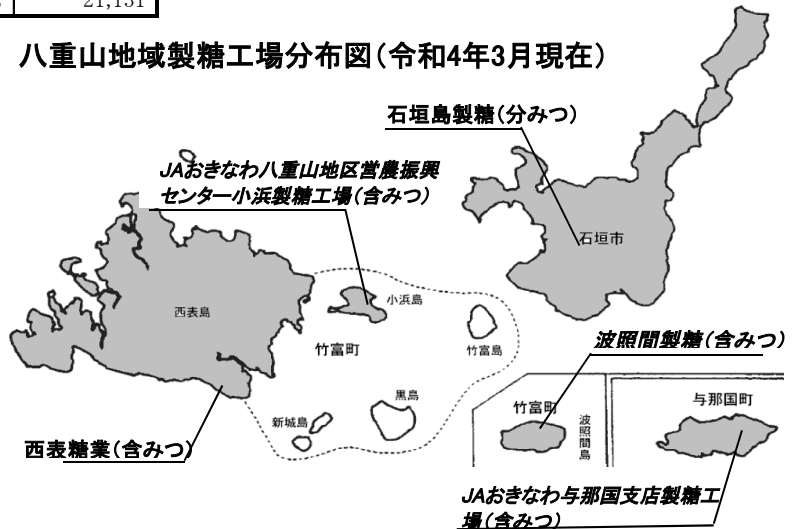 21,131
八重山地域製糖工場分布図(令和4年3月現在)
石垣島製糖(分みつ)
JAおきなわ八重山地区営農振興
センター小浜製糖工場(含みつ)
石垣市
西表島
小浜島
竹富町
竹富島
波照間製糖(含みつ)
黒島
新城島
竹富町
波照間島
与那国町
西表糖業(含みつ)
JAおきなわ与那国支店製糖工
場(含みつ)